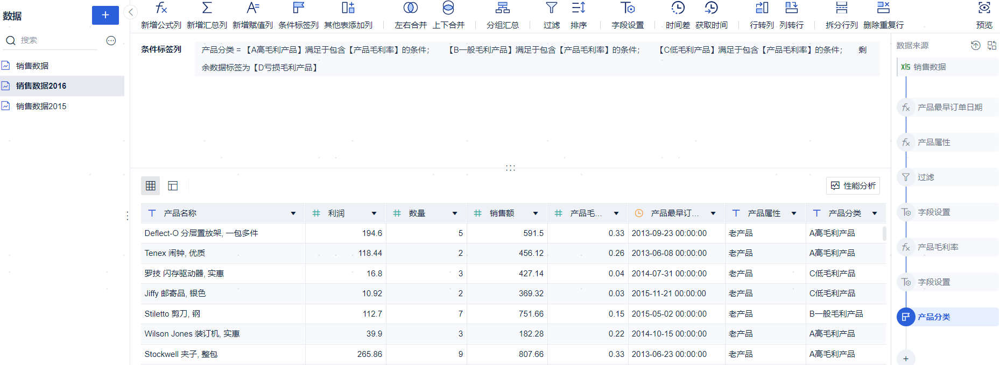 数据
+
搜索
销售数据
销售数据2016
销售数据2015
新增公式列 新增汇总列 新增赋值列 条件标签列 其他表添加列 左右合并 上下合并 分组汇总 过滤 排序 字段设置 时间差 获取时间 行转列 列转行 拆分行列 删除重复行 预览
条件标签列 产品分类 = 【A高毛利产品】满足于包含【产品毛利率】的条件; 【B一般毛利产品】满足于包含【产品毛利率】的条件; 【C低毛利产品】满足于包含【产品毛利率】的条件; 剩
余数据标签为【D亏损毛利产品】
性能分析
产品名称 利润 数量 销售额 产品毛... 产品最早订... 产品属性 产品分类
Deflect-O 分层置放架, 一包多件 194.6 5 591.5 0.33 2013-09-23 00:00:00 老产品 A高毛利产品
Tenex 闹钟, 优质 118.44 2 456.12 0.26 2013-06-08 00:00:00 老产品 A高毛利产品
罗技 闪存驱动器, 实惠 16.8 3 427.14 0.04 2014-07-31 00:00:00 老产品 C低毛利产品
Jiffy 邮寄品, 银色 10.92 2 369.32 0.03 2015-11-21 00:00:00 老产品 C低毛利产品
Stiletto 剪刀, 钢 112.7 7 751.66 0.15 2015-05-02 00:00:00 老产品 B一般毛利产品
Wilson Jones 装订机, 实惠 39.9 3 182.28 0.22 2014-10-15 00:00:00 老产品 A高毛利产品
Stockwell 夹子, 整包 265.86 9 807.66 0.33 2013-06-23 00:00:00 老产品 A高毛利产品
数据来源
XIS 销售数据
fx 产品最早订单日期
fx 产品属性
过滤
字段设置
fx 产品毛利率
字段设置
产品分类
+